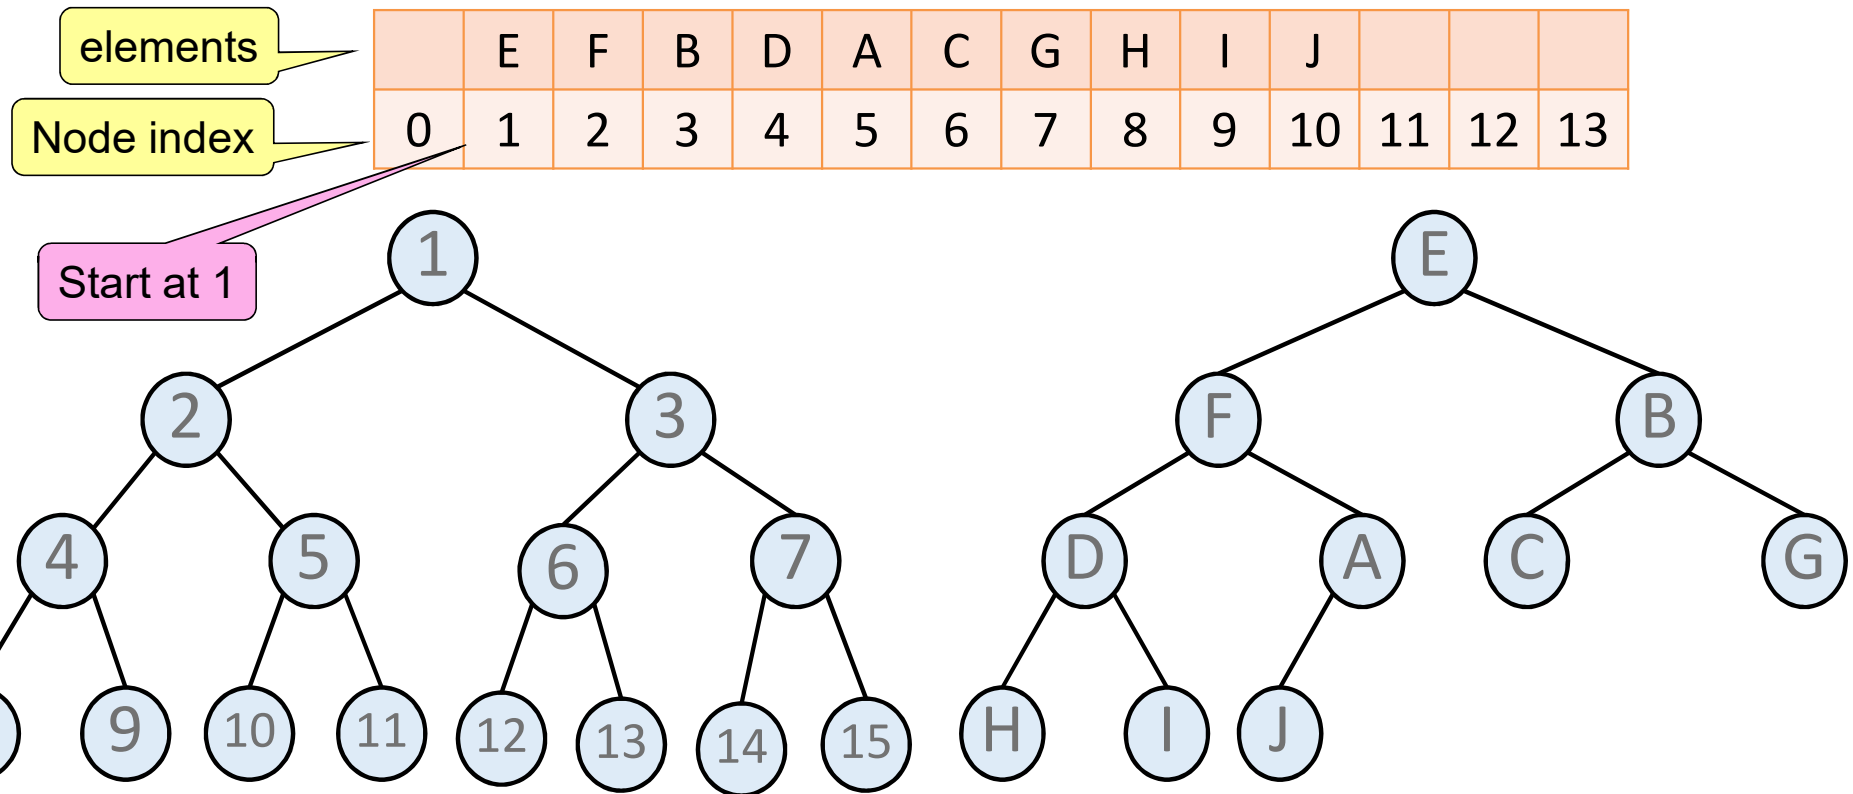 elements
E F B D A C G H I J
Node index
0 1 2 3 4 5 6 7 8 9 10 11 12 13
Start at 1
1
E
2 3
F B
4 5 6 7
D A C G
9 10 11 12 13 14 15
H I J